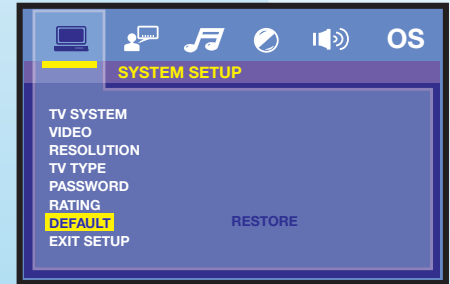 OS
SYSTEM SETUP
TV SYSTEM
VIDEO
RESOLUTION
TV TYPE
PASSWORD
RATING
DEFAULT RESTORE
EXIT SETUP